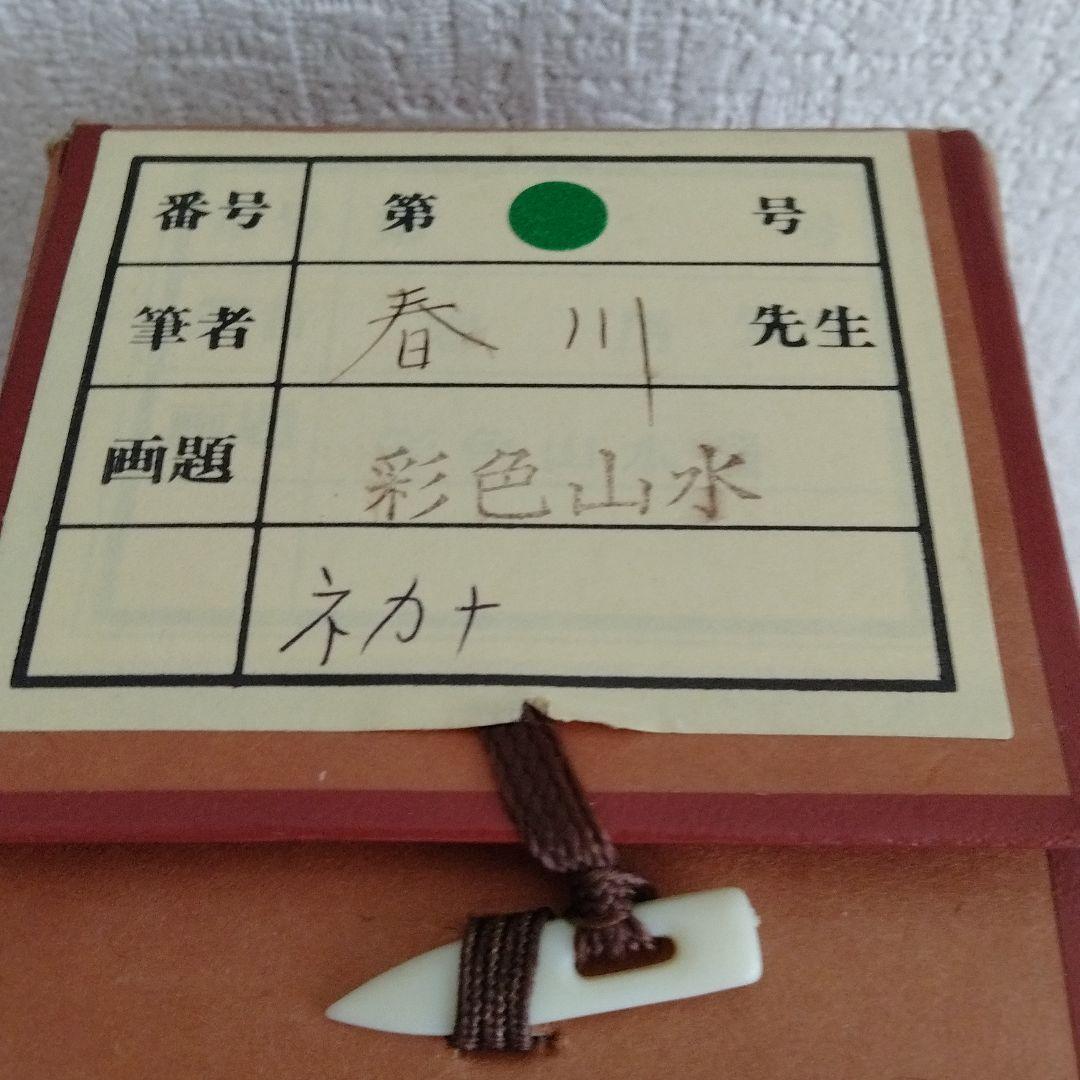 番号 第 号
筆者 春川 先生
画題 彩色山水
ネカナ